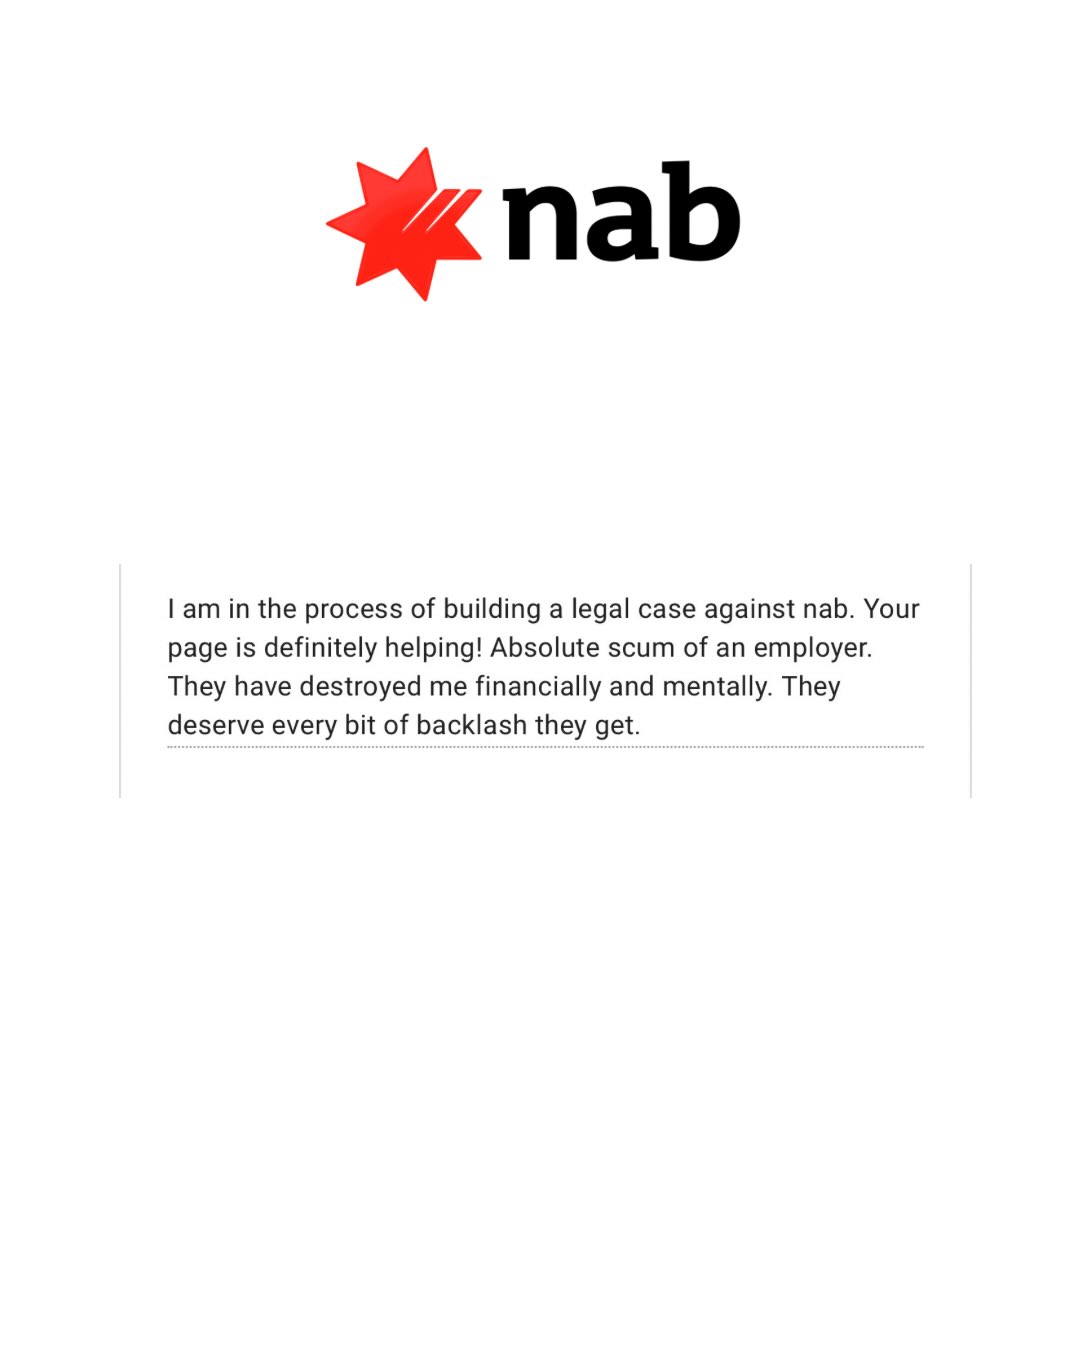 nab
I am in the process of building a legal case against nab. Your
page is definitely helping! Absolute scum of an employer.
They have destroyed me financially and mentally. They
deserve every bit of backlash they get.